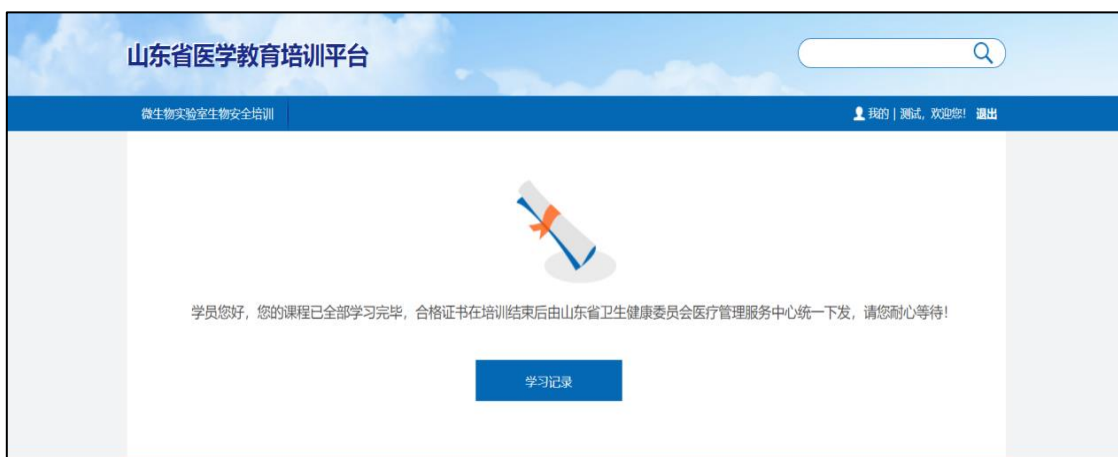 山东省医学教育培训平台
微生物实验室生物安全培训
我的 | 测试，欢迎您! 退出
学员您好，您的课程已全部学习完毕，合格证书在培训结束后由山东省卫生健康委员会医疗管理服务中心统一下发，请您耐心等待！
学习记录